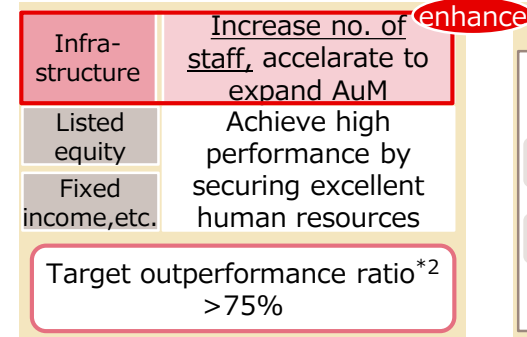 enhance
Infra-
structure
Increase no. of
staff, accelarate to
expand AuM
Listed
equity
Fixed
income,etc.
Achieve high
performance by
securing excellent
human resources
Target outperformance ratio*2
>75%